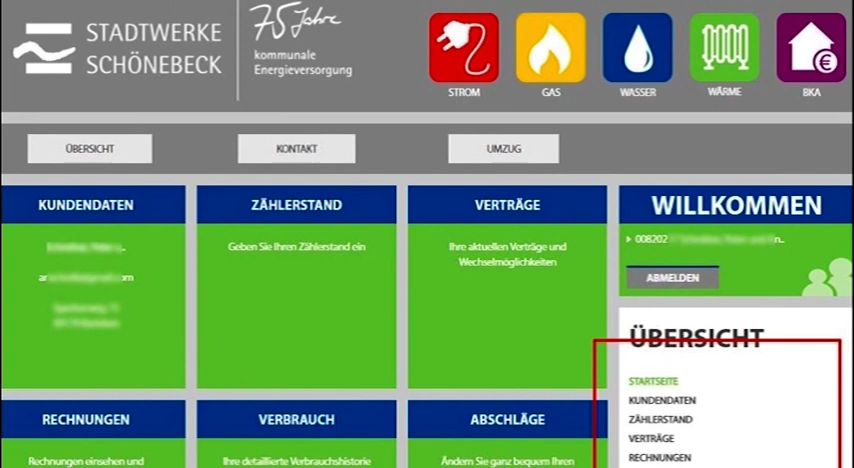 STADTWERKE
SCHÖNEBECK
75 Jahre
kommunale
Energieversorgung
STROM
GAS
WASSER
WÄRME
BKA
ÜBERSICHT
KONTAKT
UMZUG
KUNDENDATEN
ZÄHLERSTAND
Geben Sie Ihren Zählerstand ein
VERTRÄGE
Ihre aktuellen Verträge und
Wechselmöglichkeiten
WILLKOMMEN
008202
ABMELDEN
ÜBERSICHT
STARTSEITE
KUNDENDATEN
ZÄHLERSTAND
VERTRÄGE
RECHNUNGEN
RECHNUNGEN
Rechnungen einsehen und
VERBRAUCH
Ihre detaillierte Verbrauchshistorie
ABSCHLÄGE
Ändern Sie ganz bequem Ihren